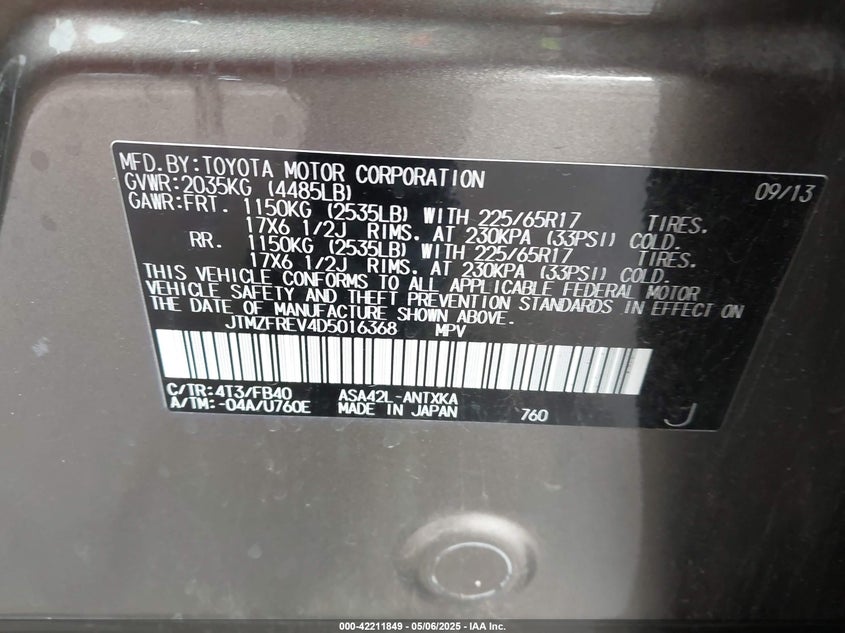 MFD. BY: TOYOTA MOTOR CORPORATION 09/13
GVWR: 2035KG (4485LB)
GAWR: FRT. 1150KG (2535LB) WITH 225/65R17 TIRES.
17X6 1/2J RIMS. AT 230KPA (33PSI) COLD.
RR. 1150KG (2535LB) WITH 225/65R17 TIRES.
17X6 1/2J RIMS. AT 230KPA (33PSI) COLD.
THIS VEHICLE CONFORMS TO ALL APPLICABLE FEDERAL MOTOR
VEHICLE SAFETY AND THEFT PREVENTION STANDARDS IN EFFECT ON
THE DATE OF MANUFACTURE SHOWN ABOVE.
JTMZFREV4D5016368 MPV
C/TR: 4T3/FB40 ASA42L-ANTXKA
A/TM: -04A/U760E MADE IN JAPAN 760 J
000-42211849 - 05/06/2025 - IAA Inc.